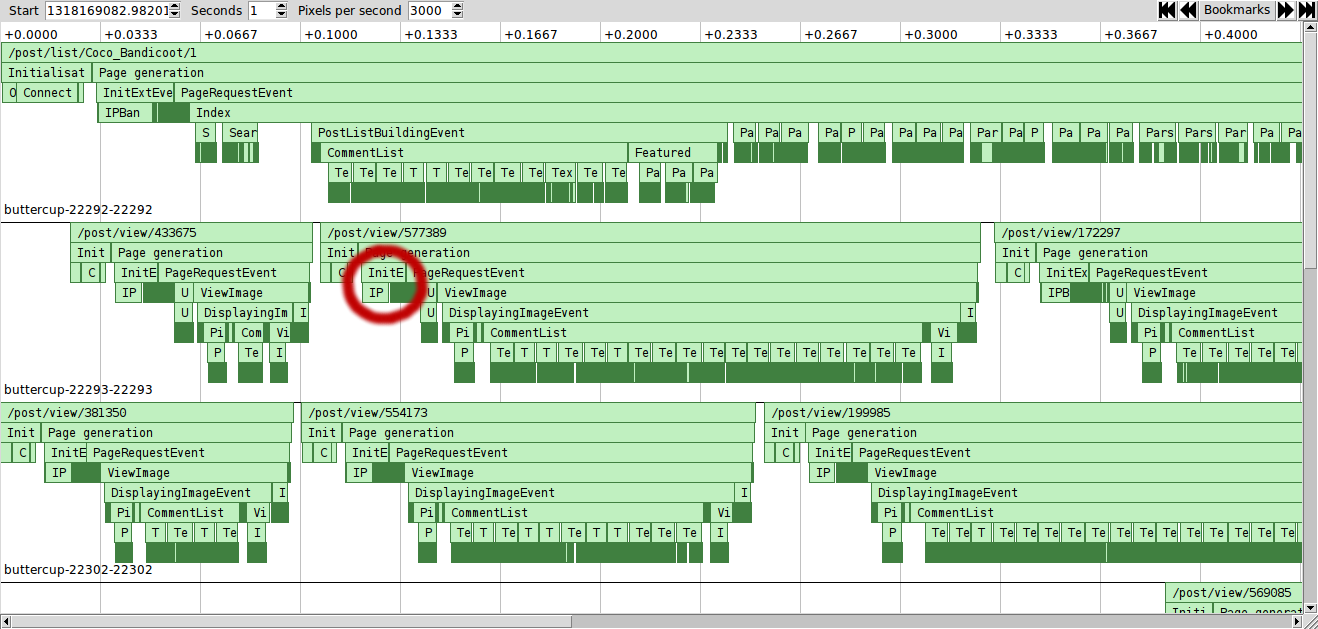 Start 1318169082.98201 Seconds 1 Pixels per second 3000 Bookmarks
+0.0000 +0.0333 +0.0667 +0.1000 +0.1333 +0.1667 +0.2000 +0.2333 +0.2667 +0.3000 +0.3333 +0.3667 +0.4000
/post/list/Coco_Bandicoot/1
Initialisat Page generation
O Connect InitExtEve PageRequestEvent
IPBan Index
S Sear PostListBuildingEvent Pa Pa Pa Pa P Pa Pa Pa Pa Par Pa P Pa Pa Pa Pars Pars Par Pa Pa
CommentList Featured
Te Te Te T T Te Te Te Te Tex Te Te Pa Pa Pa
buttercup-22292-22292
/post/view/433675 /post/view/577389 /post/view/172297
Init Page generation Init Page generation Init Page generation
C InitE PageRequestEvent C InitE PageRequestEvent C InitEx PageRequestEvent
IP U ViewImage IP U ViewImage IPB U ViewImage
U DisplayingIm I U DisplayingImageEvent I U DisplayingImageEvent
Pi Com Vi Pi CommentList Vi Pi CommentList
P Te I P Te T T Te Te T Te Te Te Te Te Te Te Te Te Te Te Te I P Te Te Te Te Te
buttercup-22293-22293
/post/view/381350 /post/view/554173 /post/view/199985
Init Page generation Init Page generation Init Page generation
C InitE PageRequestEvent C InitE PageRequestEvent C InitE PageRequestEvent
IP ViewImage IP ViewImage IP ViewImage
DisplayingImageEvent I DisplayingImageEvent I DisplayingImageEvent
Pi CommentList Vi Pi CommentList Vi Pi CommentList
P T Te T Te I P Te T Te T T Te T T Te Te Te I P Te Te T Te Te Te Te Te Te Te Te Te Te Te Te Te
buttercup-22302-22302
/post/view/569085
Initi Page generat